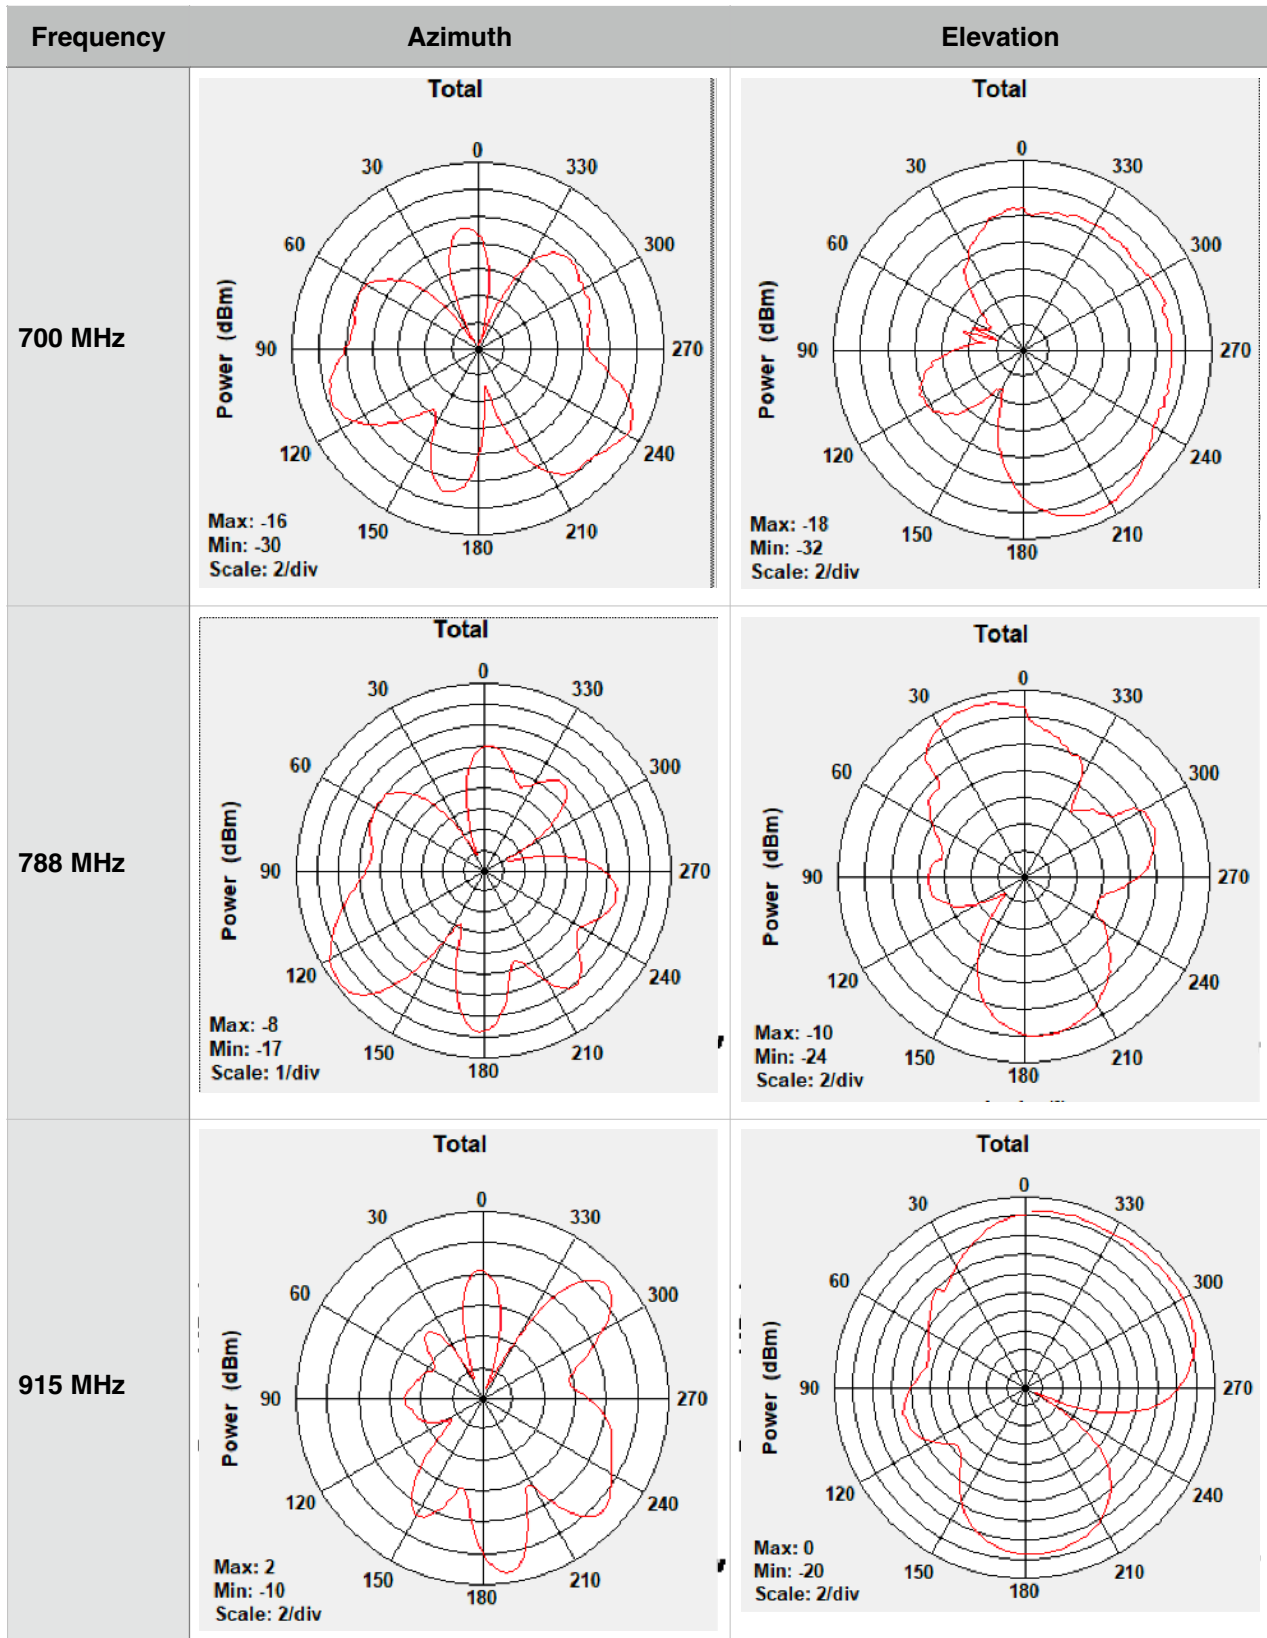 Frequency Azimuth Elevation
700 MHz
Total
0
30 330
60 300
90 270
120 240
150 210
180
Power (dBm)
Max: -16
Min: -30
Scale: 2/div
Total
0
30 330
60 300
90 270
120 240
150 210
180
Power (dBm)
Max: -18
Min: -32
Scale: 2/div
788 MHz
Total
0
30 330
60 300
90 270
120 240
150 210
180
Power (dBm)
Max: -8
Min: -17
Scale: 1/div
Total
0
30 330
60 300
90 270
120 240
150 210
180
Power (dBm)
Max: -10
Min: -24
Scale: 2/div
915 MHz
Total
0
30 330
60 300
90 270
120 240
150 210
180
Power (dBm)
Max: 2
Min: -10
Scale: 2/div
Total
0
30 330
60 300
90 270
120 240
150 210
180
Power (dBm)
Max: 0
Min: -20
Scale: 2/div